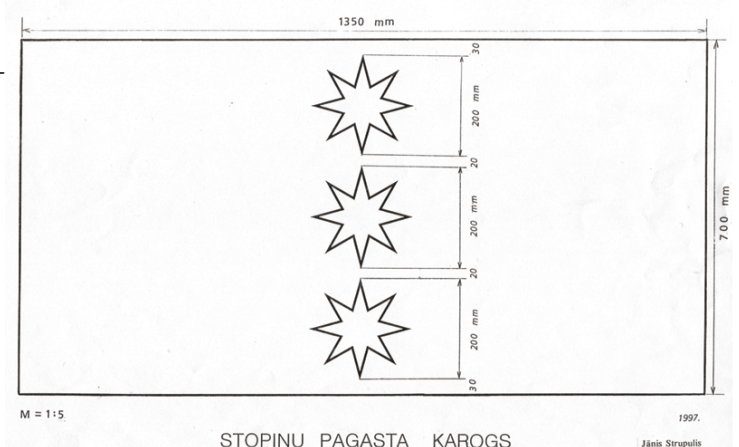 1350 mm
30
200 mm
20
200 mm
700 mm
20
200 mm
30
M = 1:5
1997.
STOPIŅU PAGASTA KAROGS
Jānis Strupulis